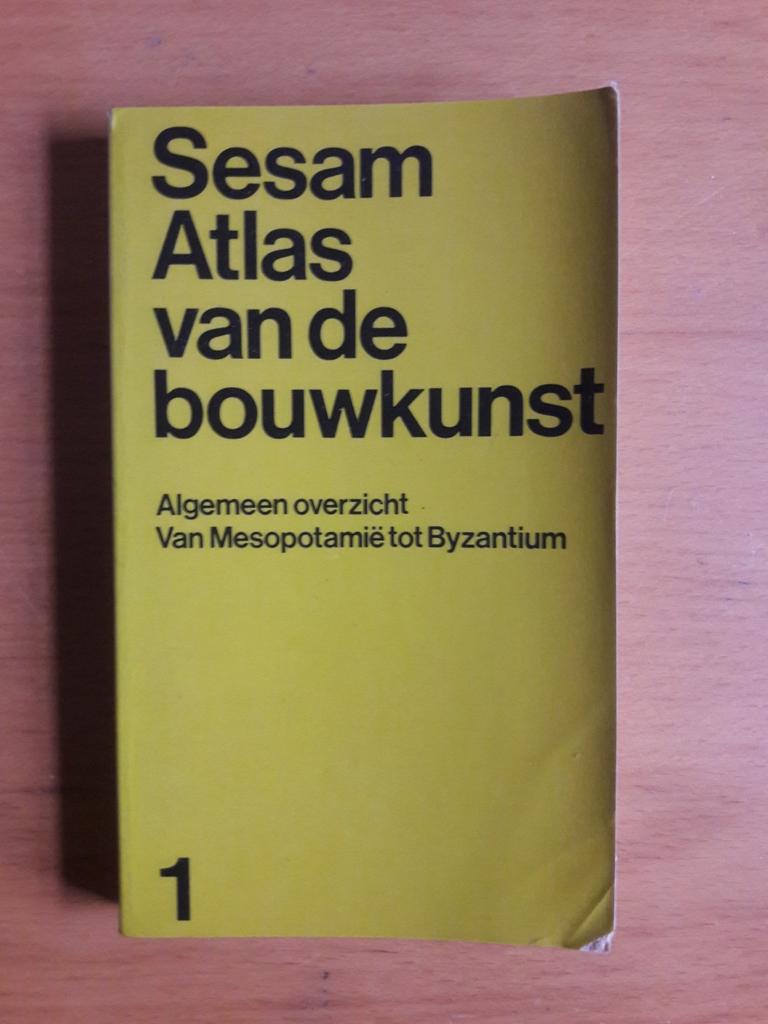 Sesam
Atlas
van de
bouwkunst
Algemeen overzicht
Van Mesopotamië tot Byzantium
1